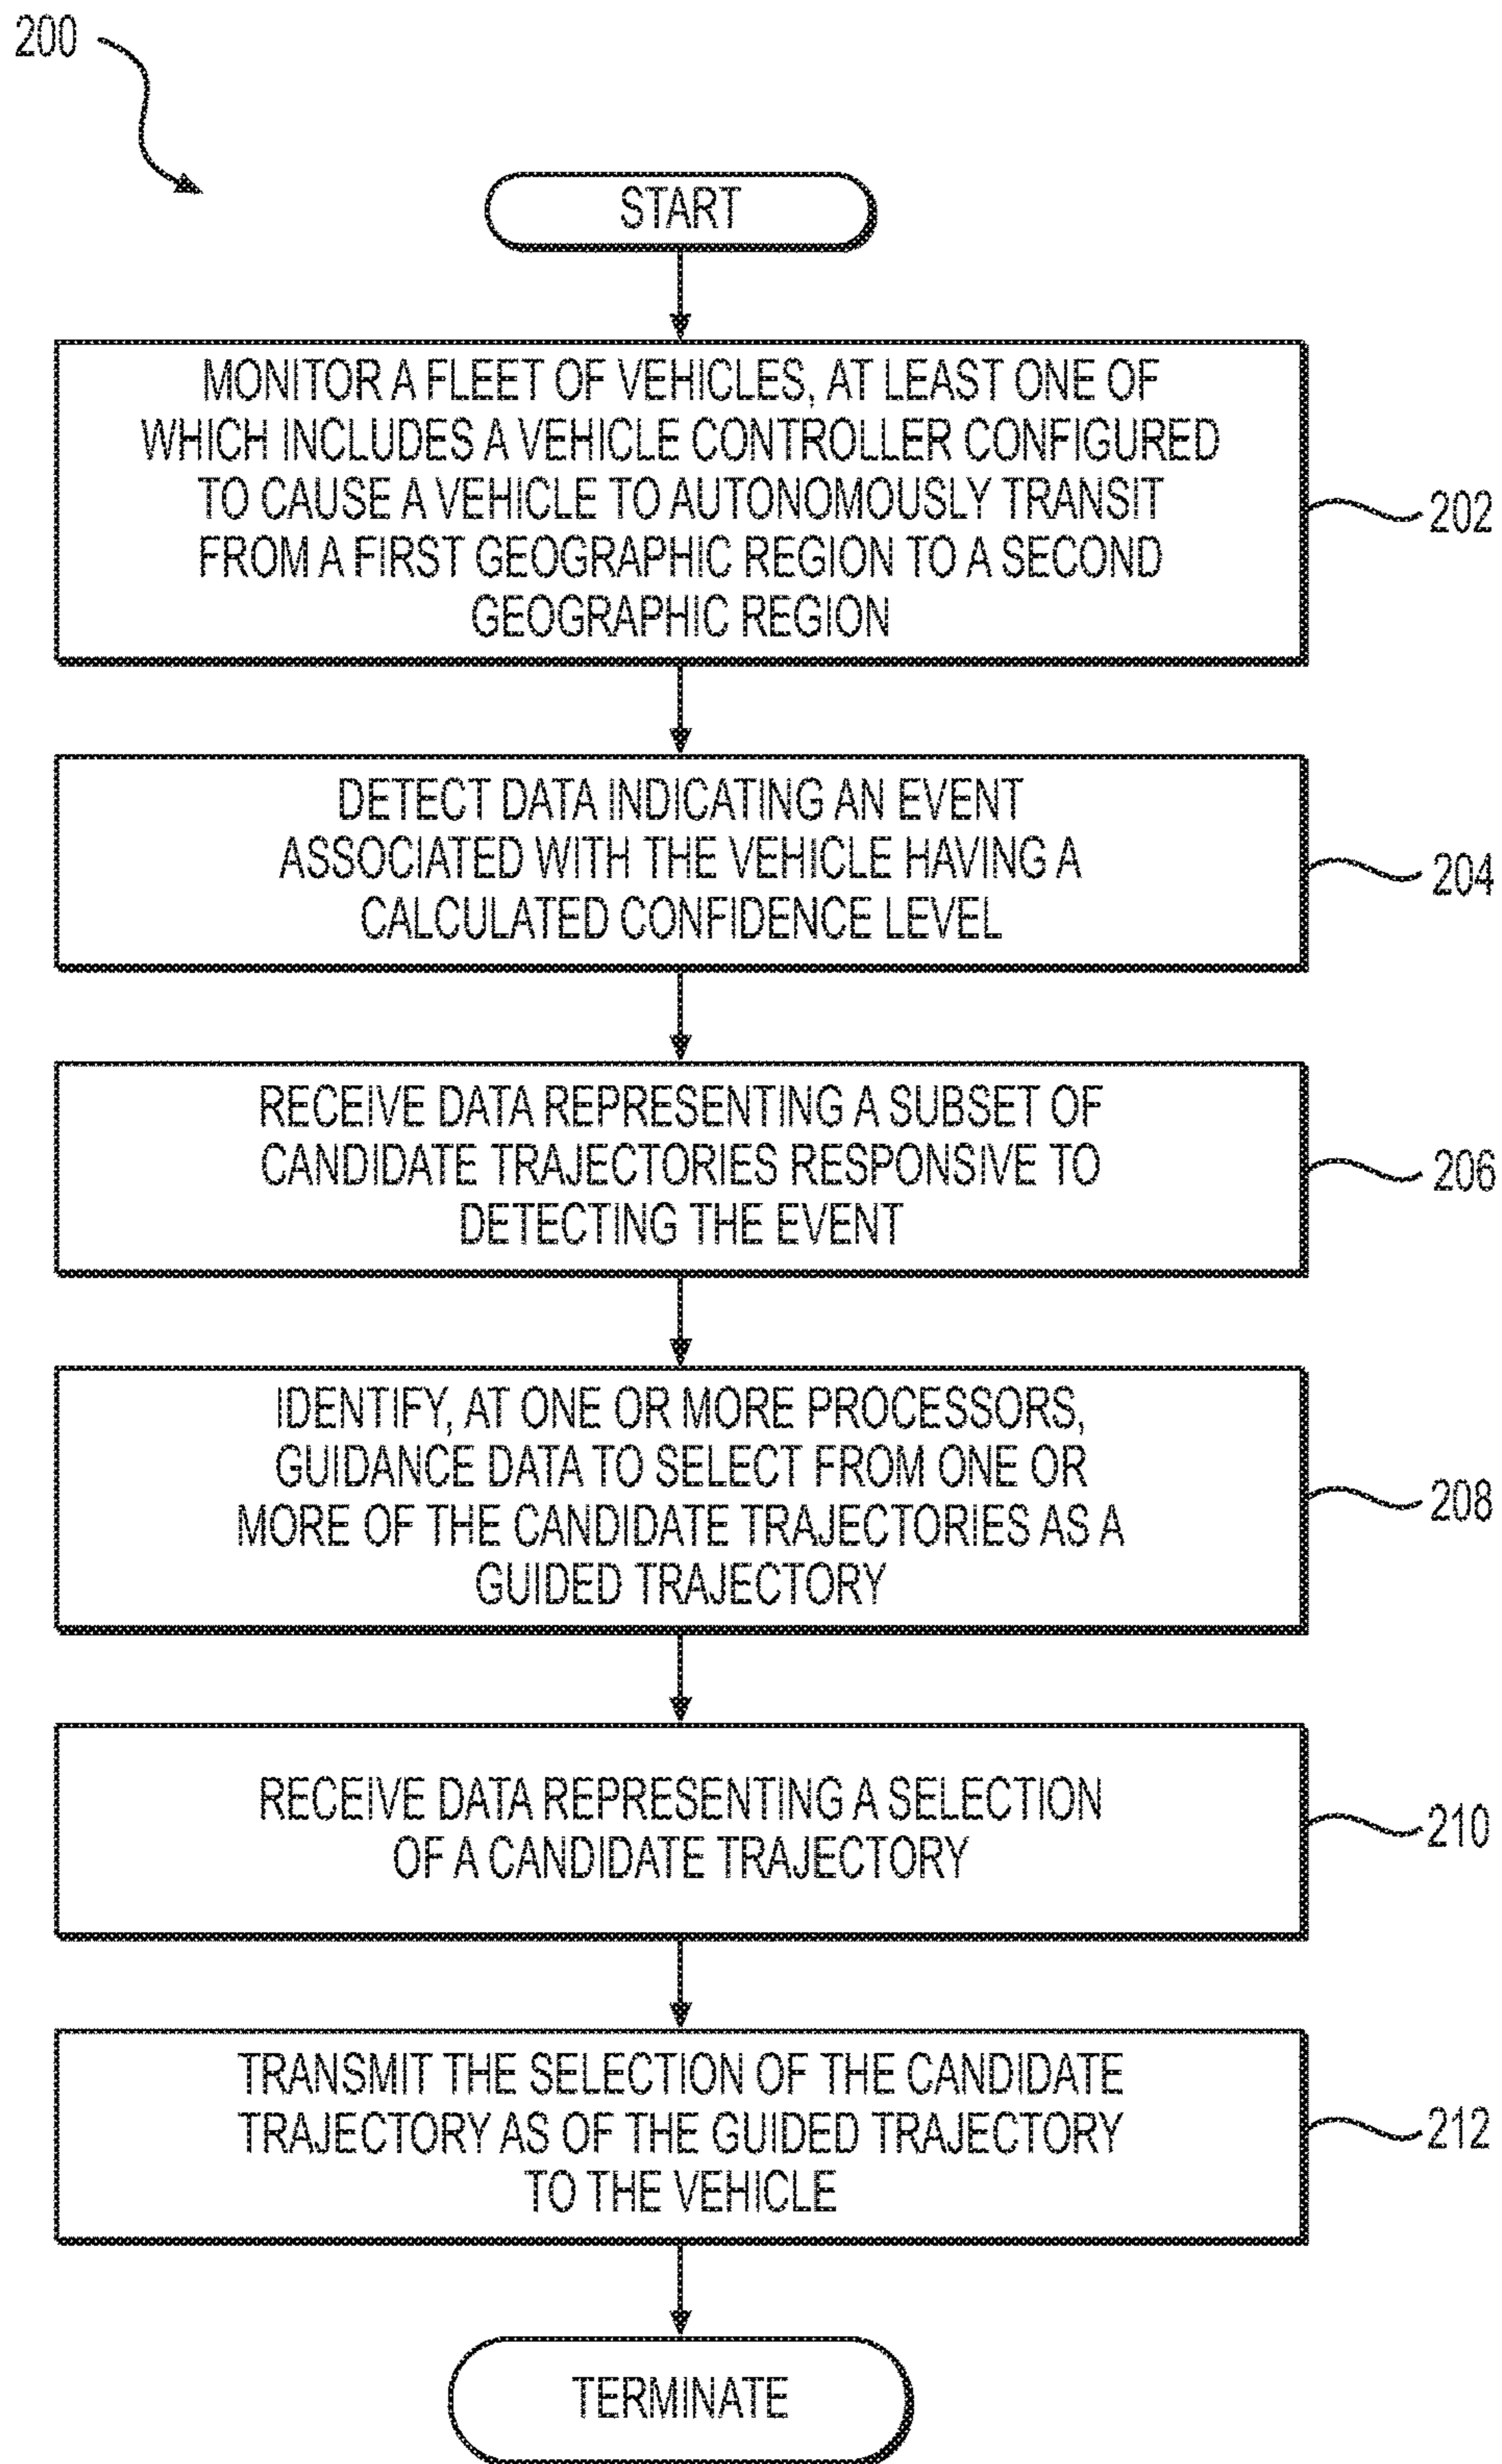 200
START
MONITOR A FLEET OF VEHICLES, AT LEAST ONE OF
WHICH INCLUDES A VEHICLE CONTROLLER CONFIGURED
TO CAUSE A VEHICLE TO AUTONOMOUSLY TRANSIT
FROM A FIRST GEOGRAPHIC REGION TO A SECOND
GEOGRAPHIC REGION
202
DETECT DATA INDICATING AN EVENT
ASSOCIATED WITH THE VEHICLE HAVING A
CALCULATED CONFIDENCE LEVEL
204
RECEIVE DATA REPRESENTING A SUBSET OF
CANDIDATE TRAJECTORIES RESPONSIVE TO
DETECTING THE EVENT
206
IDENTIFY, AT ONE OR MORE PROCESSORS,
GUIDANCE DATA TO SELECT FROM ONE OR
MORE OF THE CANDIDATE TRAJECTORIES AS A
GUIDED TRAJECTORY
208
RECEIVE DATA REPRESENTING A SELECTION
OF A CANDIDATE TRAJECTORY
210
TRANSMIT THE SELECTION OF THE CANDIDATE
TRAJECTORY AS OF THE GUIDED TRAJECTORY
TO THE VEHICLE
212
TERMINATE